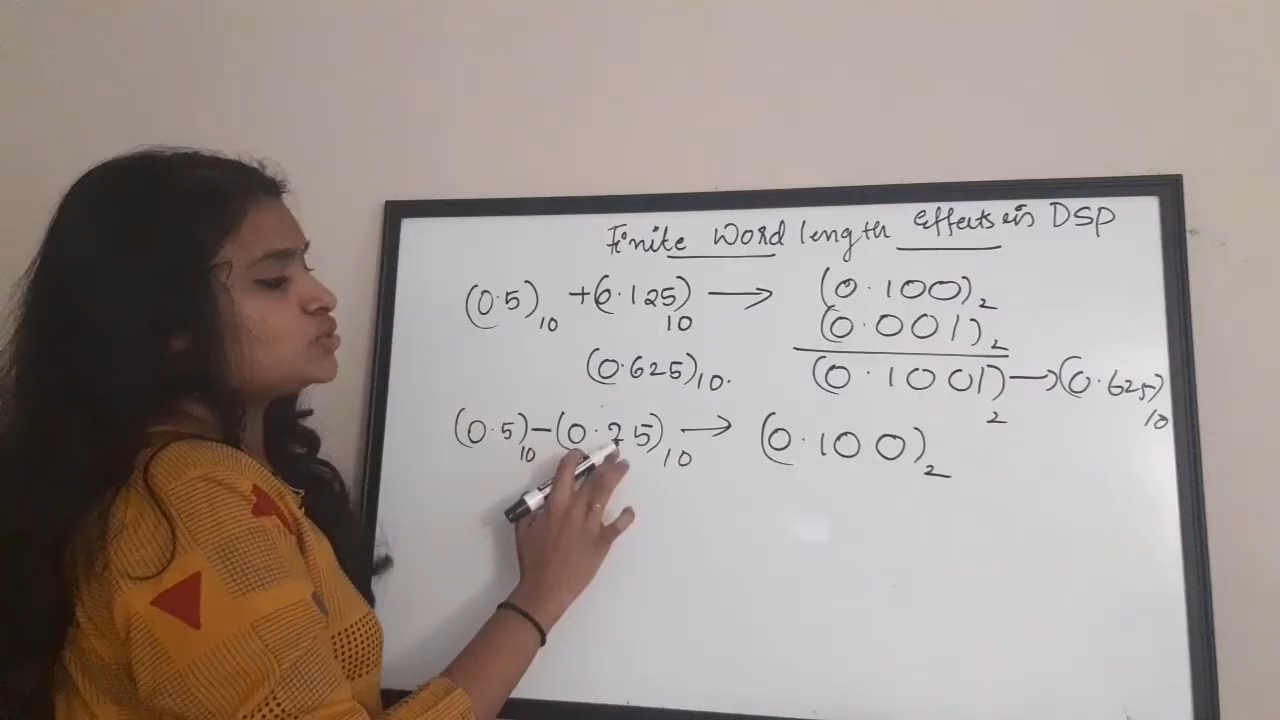 Finite Word length effects in DSP
(0.5)10 + (0.125)10 → (0.100)2
(0.001)2
(0.625)10. (0.1001)2 → (0.625)10
(0.5)10 - (0.25)10 → (0.100)2